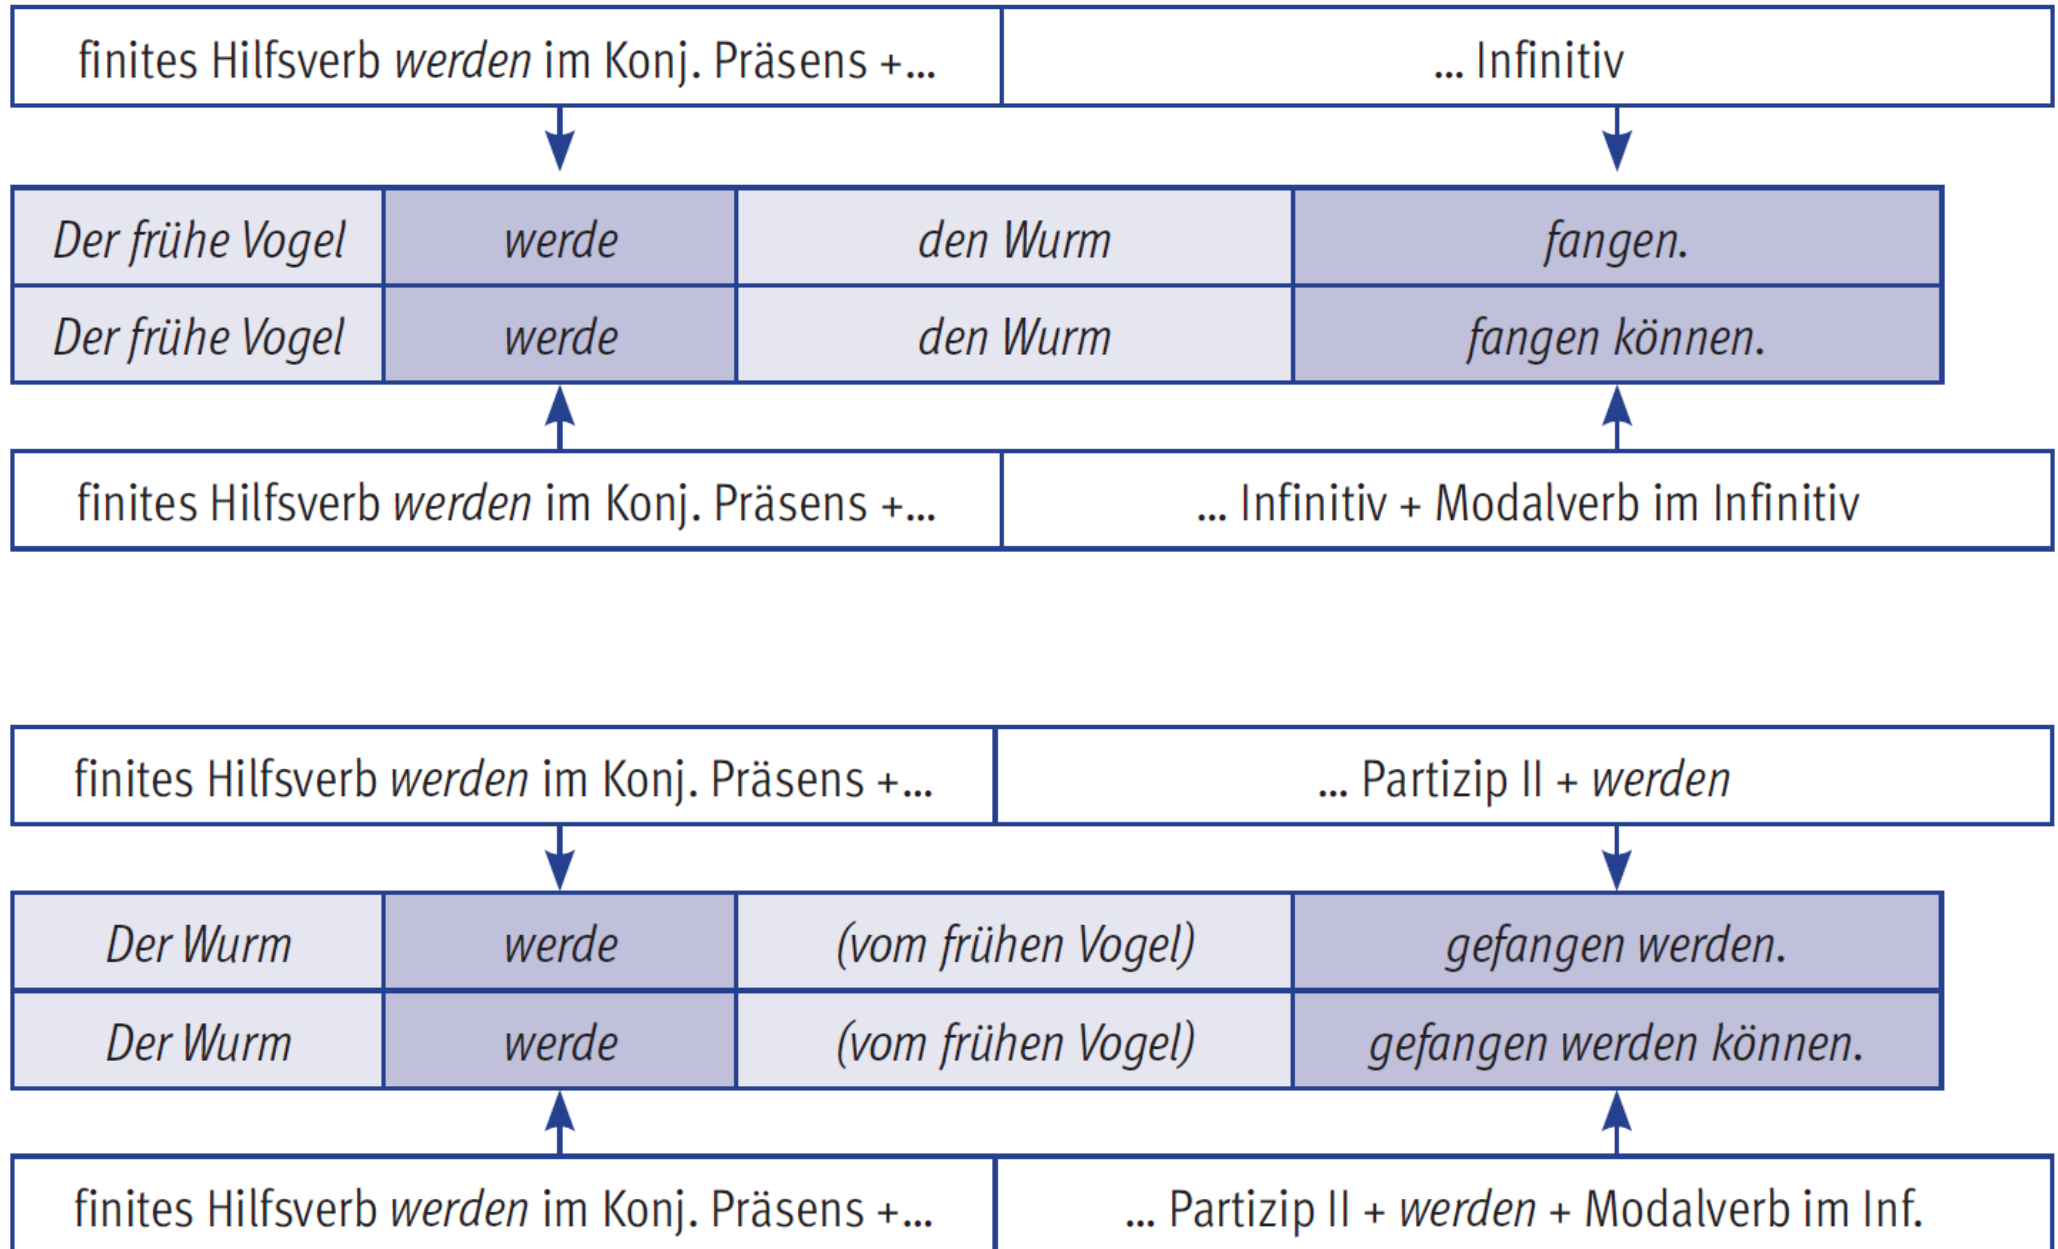 finites Hilfsverb werden im Konj. Präsens +... ... Infinitiv
Der frühe Vogel werde den Wurm fangen.
Der frühe Vogel werde den Wurm fangen können.
finites Hilfsverb werden im Konj. Präsens +... ... Infinitiv + Modalverb im Infinitiv
finites Hilfsverb werden im Konj. Präsens +... ... Partizip II + werden
Der Wurm werde (vom frühen Vogel) gefangen werden.
Der Wurm werde (vom frühen Vogel) gefangen werden können.
finites Hilfsverb werden im Konj. Präsens +... ... Partizip II + werden + Modalverb im Inf.